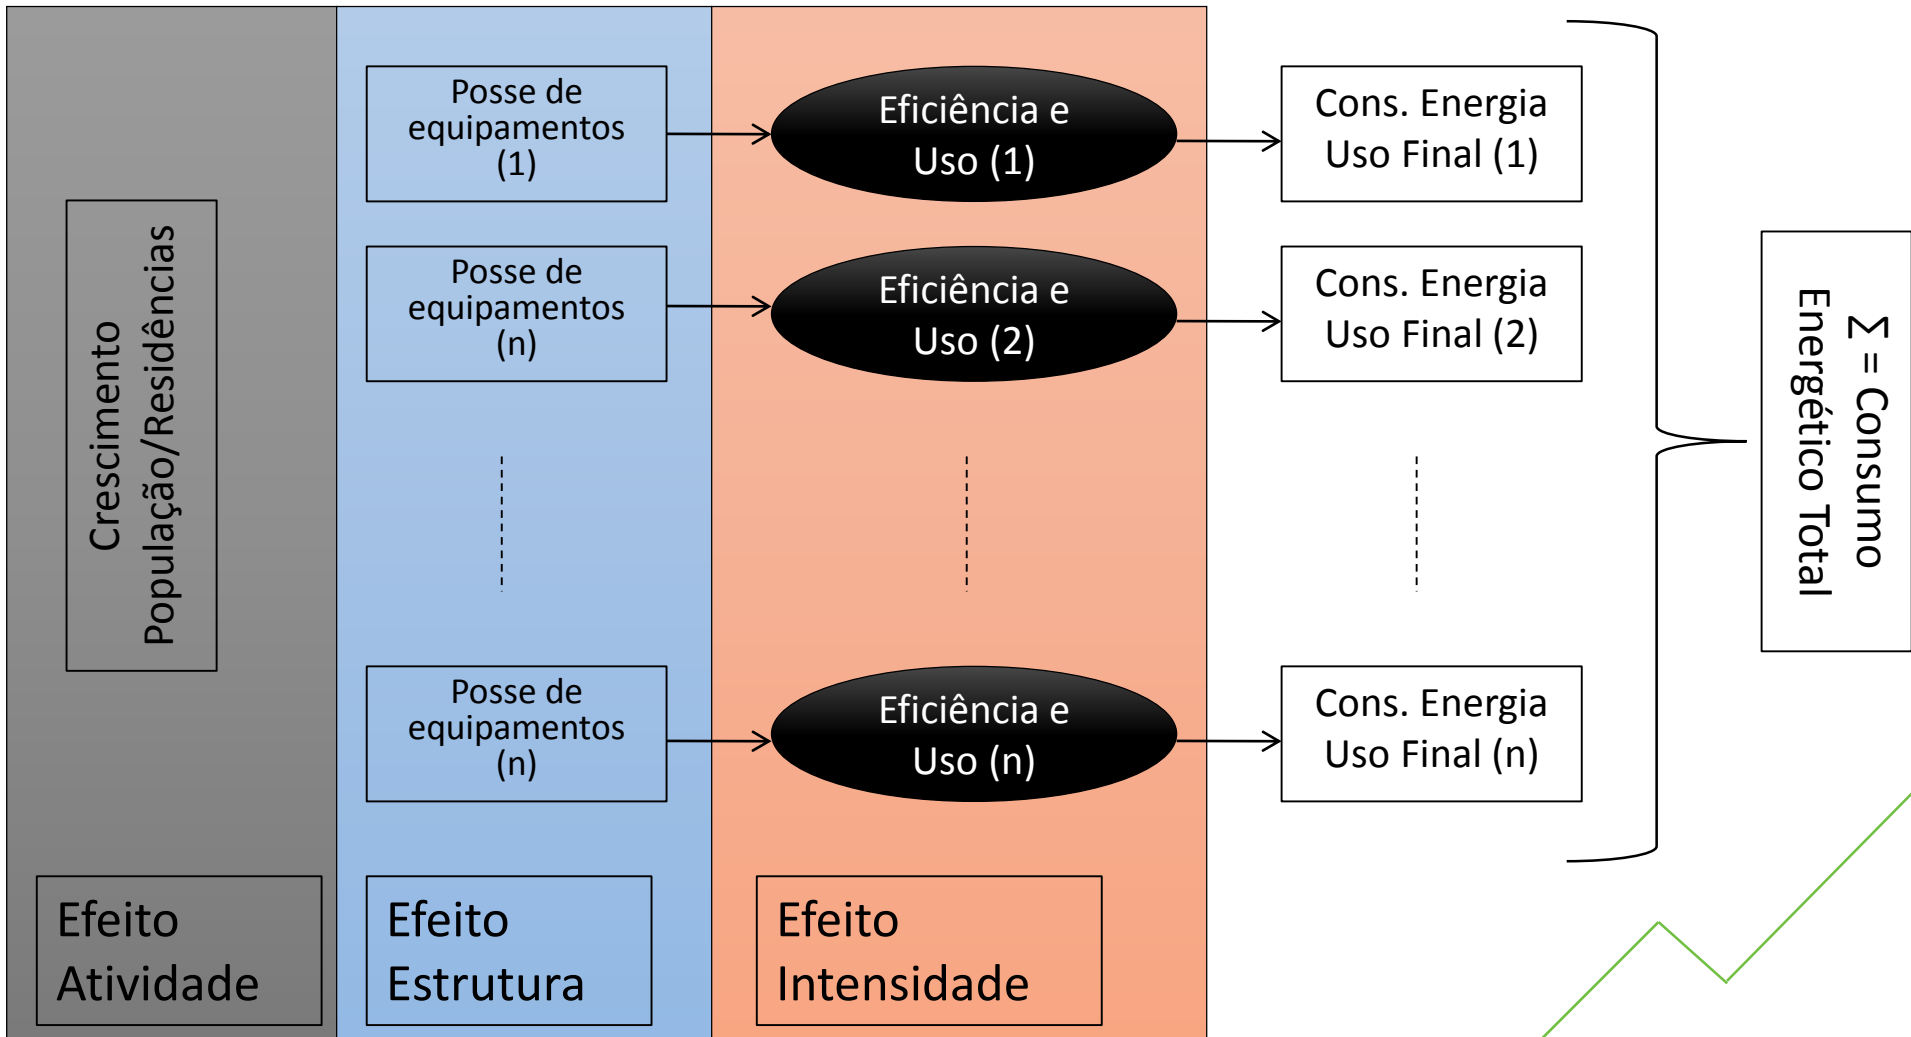 Crescimento
População/Residências
Posse de
equipamentos
(1)
Eficiência e
Uso (1)
Cons. Energia
Uso Final (1)
Posse de
equipamentos
(n)
Eficiência e
Uso (2)
Cons. Energia
Uso Final (2)
Posse de
equipamentos
(n)
Eficiência e
Uso (n)
Cons. Energia
Uso Final (n)
∑ = Consumo
Energético Total
Efeito
Atividade
Efeito
Estrutura
Efeito
Intensidade